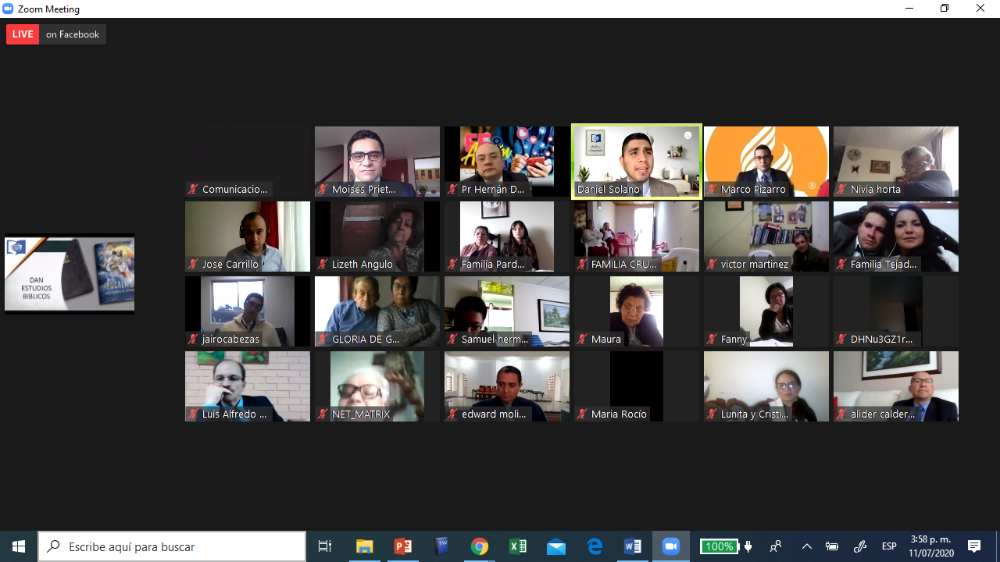 Zoom Meeting
LIVE on Facebook
Comunicacio...
Moisés Priet...
Pr Hernán D...
Daniel Solano
Marco Pizarro
Nivia horta
Jose Carrillo
Lizeth Angulo
Familia Pard...
FAMILIA CRU...
victor martinez
Familia Tejad...
DAN
ESTUDIOS
BIBLICOS
jairocabezas
GLORIA DE G...
Samuel herm...
Maura
Fanny
DHNu3GZ1r...
Luis Alfredo ...
NET_MATRIX
edward moli...
Maria Rocío
Lunita y Cristi...
alider calder...
Escribe aquí para buscar
TW
100%
ESP
3:58 p. m.
11/07/2020